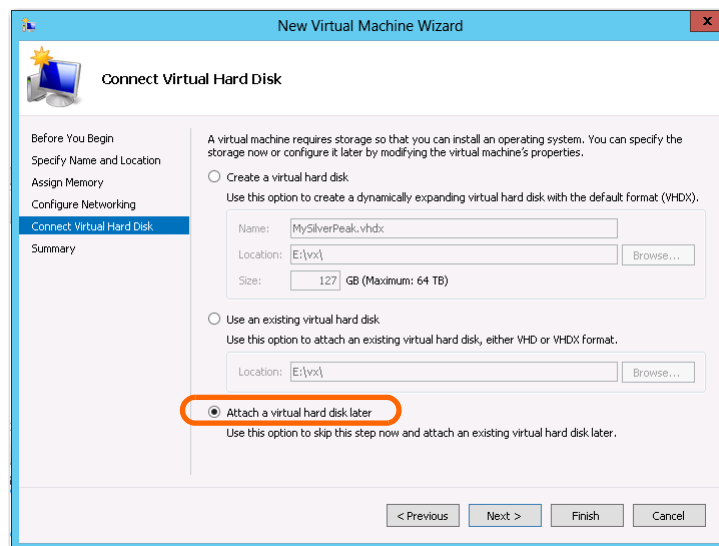 New Virtual Machine Wizard
x
Connect Virtual Hard Disk
Before You Begin
Specify Name and Location
Assign Memory
Configure Networking
Connect Virtual Hard Disk
Summary
A virtual machine requires storage so that you can install an operating system. You can specify the
storage now or configure it later by modifying the virtual machine's properties.
Create a virtual hard disk
Use this option to create a dynamically expanding virtual hard disk with the default format (VHDX).
Name: MySilverPeak.vhdx
Location: E:\vx\ Browse...
Size: 127 GB (Maximum: 64 TB)
Use an existing virtual hard disk
Use this option to attach an existing virtual hard disk, either VHD or VHDX format.
Location: E:\vx\ Browse...
Attach a virtual hard disk later
Use this option to skip this step now and attach an existing virtual hard disk later.
< Previous Next > Finish Cancel